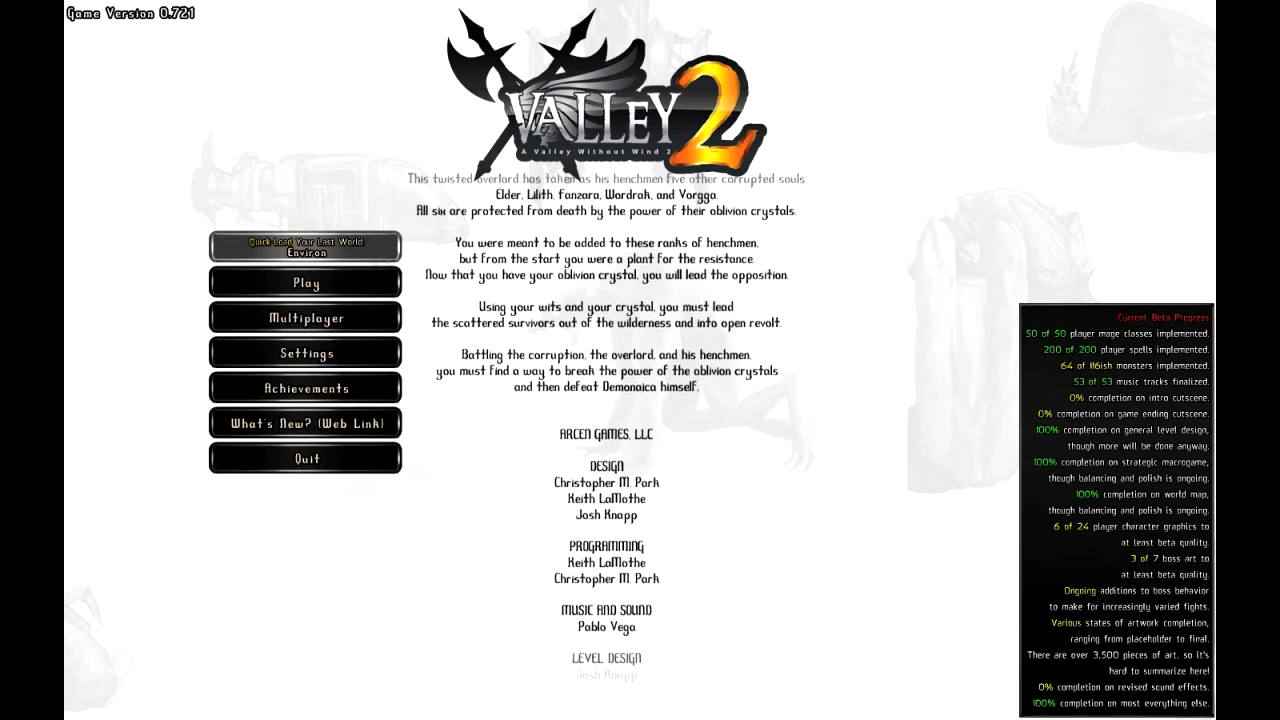 Game Version 0.721
VALLEY 2
A Valley Without Wind 2
This twisted overlord has taken as his henchmen five other corrupted souls
Elder, Lilith, Fanzara, Wordrak, and Vorgga.
All six are protected from death by the power of their oblivion crystals.
You were meant to be added to these ranks of henchmen,
but from the start you were a plant for the resistance.
Now that you have your oblivion crystal, you will lead the opposition.
Using your wits and your crystal, you must lead
the scattered survivors out of the wilderness and into open revolt.
Battling the corruption, the overlord, and his henchmen,
you must find a way to break the power of the oblivion crystals
and then defeat Demonaica himself.
ARCEN GAMES, LLC
DESIGN
Christopher M. Park
Keith LaMothe
Josh Knapp
PROGRAMMING
Keith LaMothe
Christopher M. Park
MUSIC AND SOUND
Pablo Vega
LEVEL DESIGN
Josh Knapp
Quick-Load Your Last World:
Environ
Play
Multiplayer
Settings
Achievements
What's New? (Web Link)
Quit
Current Beta Progress
50 of 50 player mage classes implemented.
200 of 200 player spells implemented.
64 of 116ish monsters implemented.
53 of 53 music tracks finalized.
0% completion on intro cutscene.
0% completion on game ending cutscene.
100% completion on general level design,
though more will be done anyway.
100% completion on strategic macrogame,
though balancing and polish is ongoing.
100% completion on world map,
though balancing and polish is ongoing.
6 of 24 player character graphics to
at least beta quality.
3 of 7 boss art to
at least beta quality.
Ongoing additions to boss behavior
to make for increasingly varied fights.
Various states of artwork completion,
ranging from placeholder to final.
There are over 3,500 pieces of art, so it's
hard to summarize here!
0% completion on revised sound effects.
100% completion on most everything else.